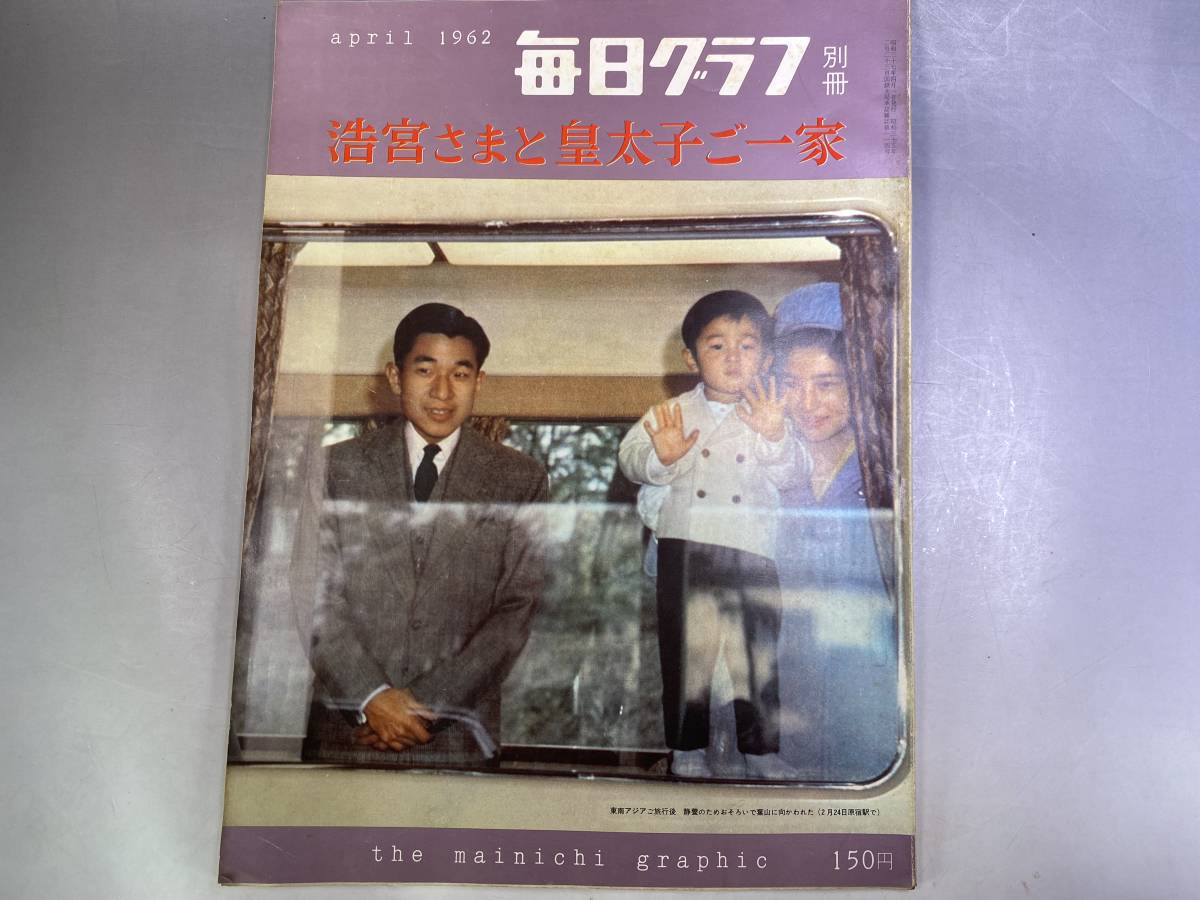 april 1962
毎日グラフ
別冊
浩宮さまと皇太子ご一家
東南アジアご旅行後 静養のためおそろいで葉山に向かわれた(2月24日原宿駅で)
the mainichi graphic
150円